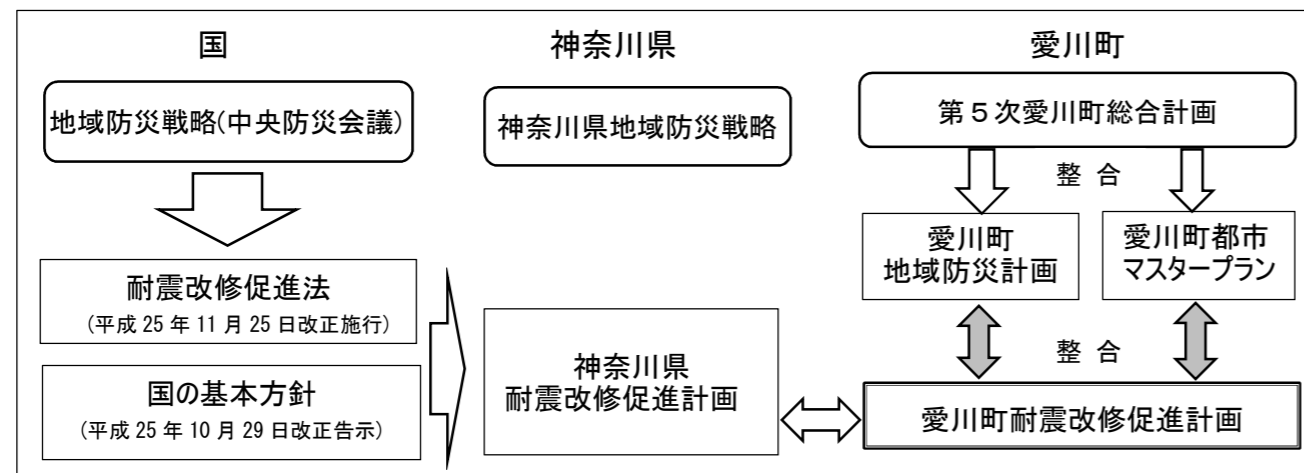 国
地域防災戦略(中央防災会議)
耐震改修促進法
(平成 25 年 11 月 25 日改正施行)
国の基本方針
(平成 25 年 10 月 29 日改正告示)
神奈川県
神奈川県地域防災戦略
神奈川県
耐震改修促進計画
愛川町
第５次愛川町総合計画
整 合
愛川町
地域防災計画
愛川町都市
マスタープラン
整 合
愛川町耐震改修促進計画